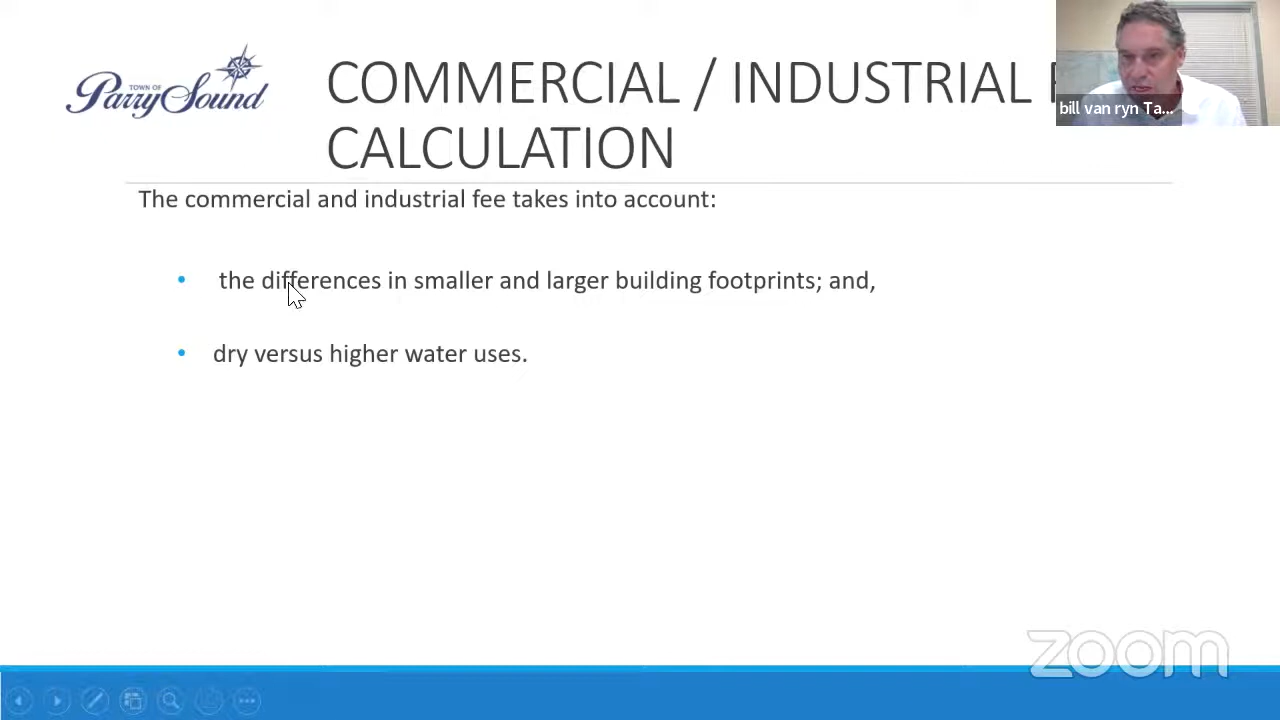 TOWN OF
Parry Sound
COMMERCIAL / INDUSTRIAL
CALCULATION
bill van ryn Ta...
The commercial and industrial fee takes into account:
• the differences in smaller and larger building footprints; and,
• dry versus higher water uses.
zoom